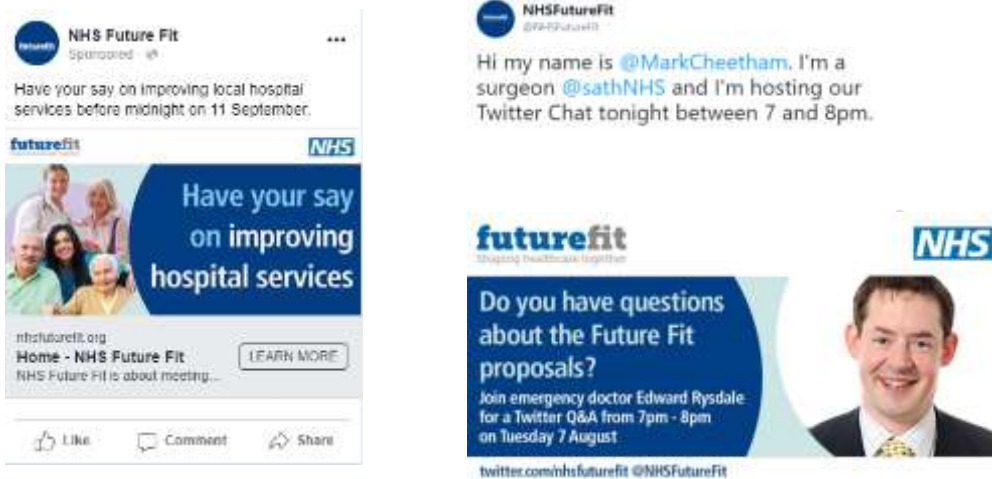 NHS Future Fit
Sponsored
Have your say on improving local hospital
services before midnight on 11 September.
futurefit
NHS
Have your say
on improving
hospital services
nhsfuturefit.org
Home - NHS Future Fit
LEARN MORE
NHS Future Fit is about meeting...
Like
Comment
Share
NHSFutureFit
@NHSFutureFit
Hi my name is @MarkCheetham. I'm a
surgeon @sathNHS and I'm hosting our
Twitter Chat tonight between 7 and 8pm.
futurefit
Shaping healthcare together
NHS
Do you have questions
about the Future Fit
proposals?
Join emergency doctor Edward Rysdale
for a Twitter Q&A from 7pm - 8pm
on Tuesday 7 August
twitter.com/nhsfuturefit @NHSFutureFit